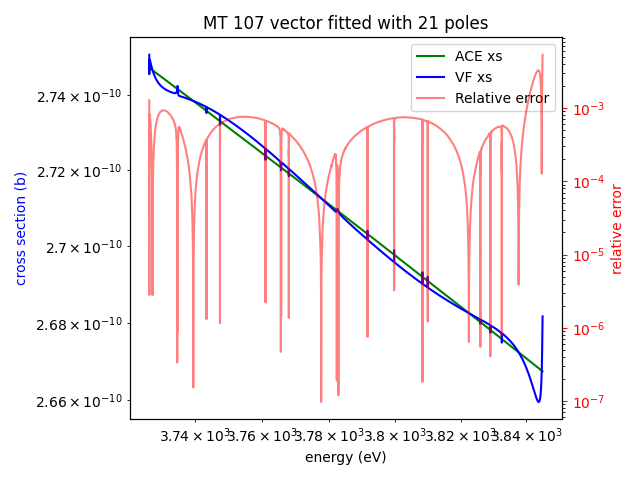 MT 107 vector fitted with 21 poles
ACE xs
VF xs
Relative error
2.74 × 10⁻¹⁰
2.72 × 10⁻¹⁰
2.7 × 10⁻¹⁰
2.68 × 10⁻¹⁰
2.66 × 10⁻¹⁰
cross section (b)
10⁻³
10⁻⁴
10⁻⁵
10⁻⁶
10⁻⁷
relative error
3.74 × 10³ 3.76 × 10³ 3.78 × 10³ 3.8 × 10³ 3.82 × 10³ 3.84 × 10³
energy (eV)